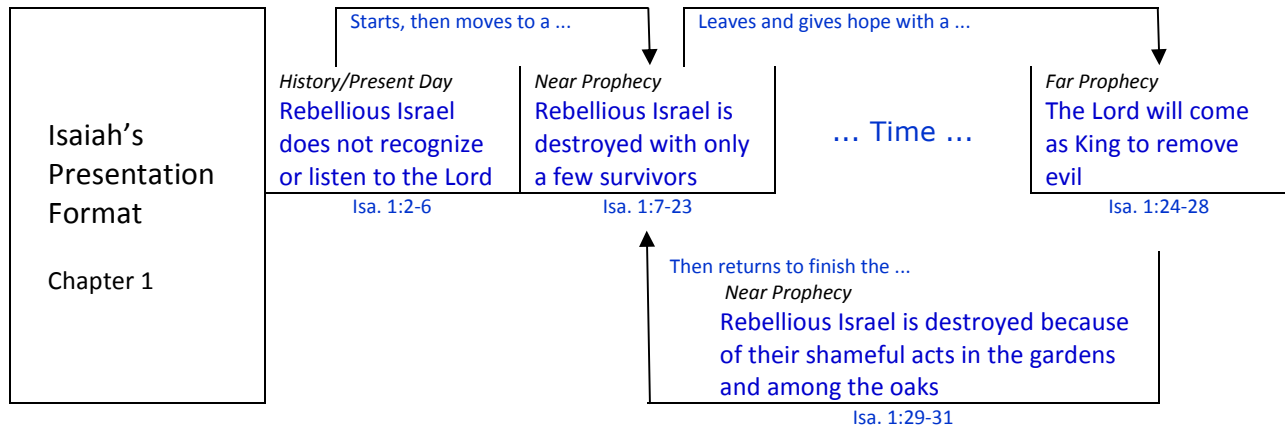 Isaiah's
Presentation
Format
Chapter 1
Starts, then moves to a ...
History/Present Day
Rebellious Israel
does not recognize
or listen to the Lord
Isa. 1:2-6
Near Prophecy
Rebellious Israel is
destroyed with only
a few survivors
Isa. 1:7-23
Leaves and gives hope with a ...
... Time ...
Far Prophecy
The Lord will come
as King to remove
evil
Isa. 1:24-28
Then returns to finish the ...
Near Prophecy
Rebellious Israel is destroyed because
of their shameful acts in the gardens
and among the oaks
Isa. 1:29-31